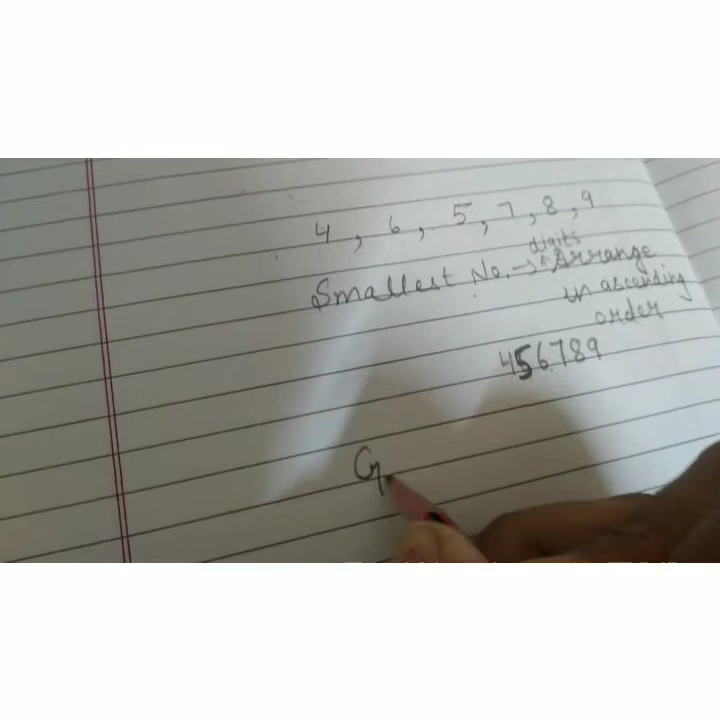 4, 6, 5, 7, 8, 9
digits
Smallest No. → ^ Arrange
in ascending
order
456789
G